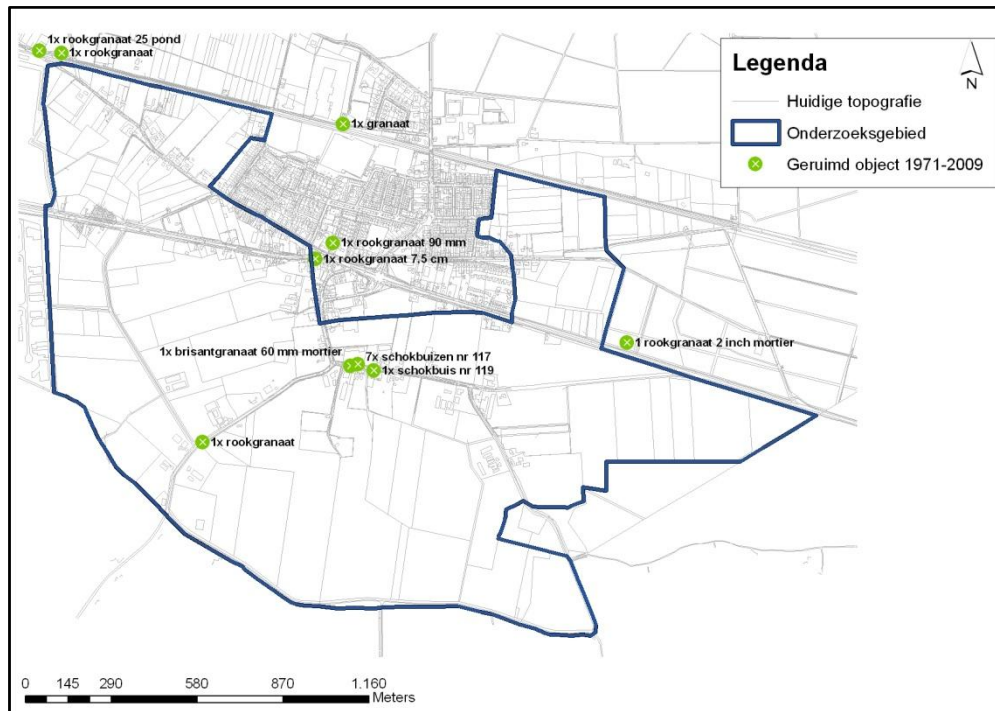 1x rookgranaat 25 pond
1x rookgranaat
1x granaat
1x rookgranaat 90 mm
1x rookgranaat 7,5 cm
1 rookgranaat 2 inch mortier
1x brisantgranaat 60 mm mortier
7x schokbuizen nr 117
1x schokbuis nr 119
1x rookgranaat
Legenda
N
Huidige topografie
Onderzoeksgebied
Geruimd object 1971-2009
0 145 290 580 870 1.160
Meters